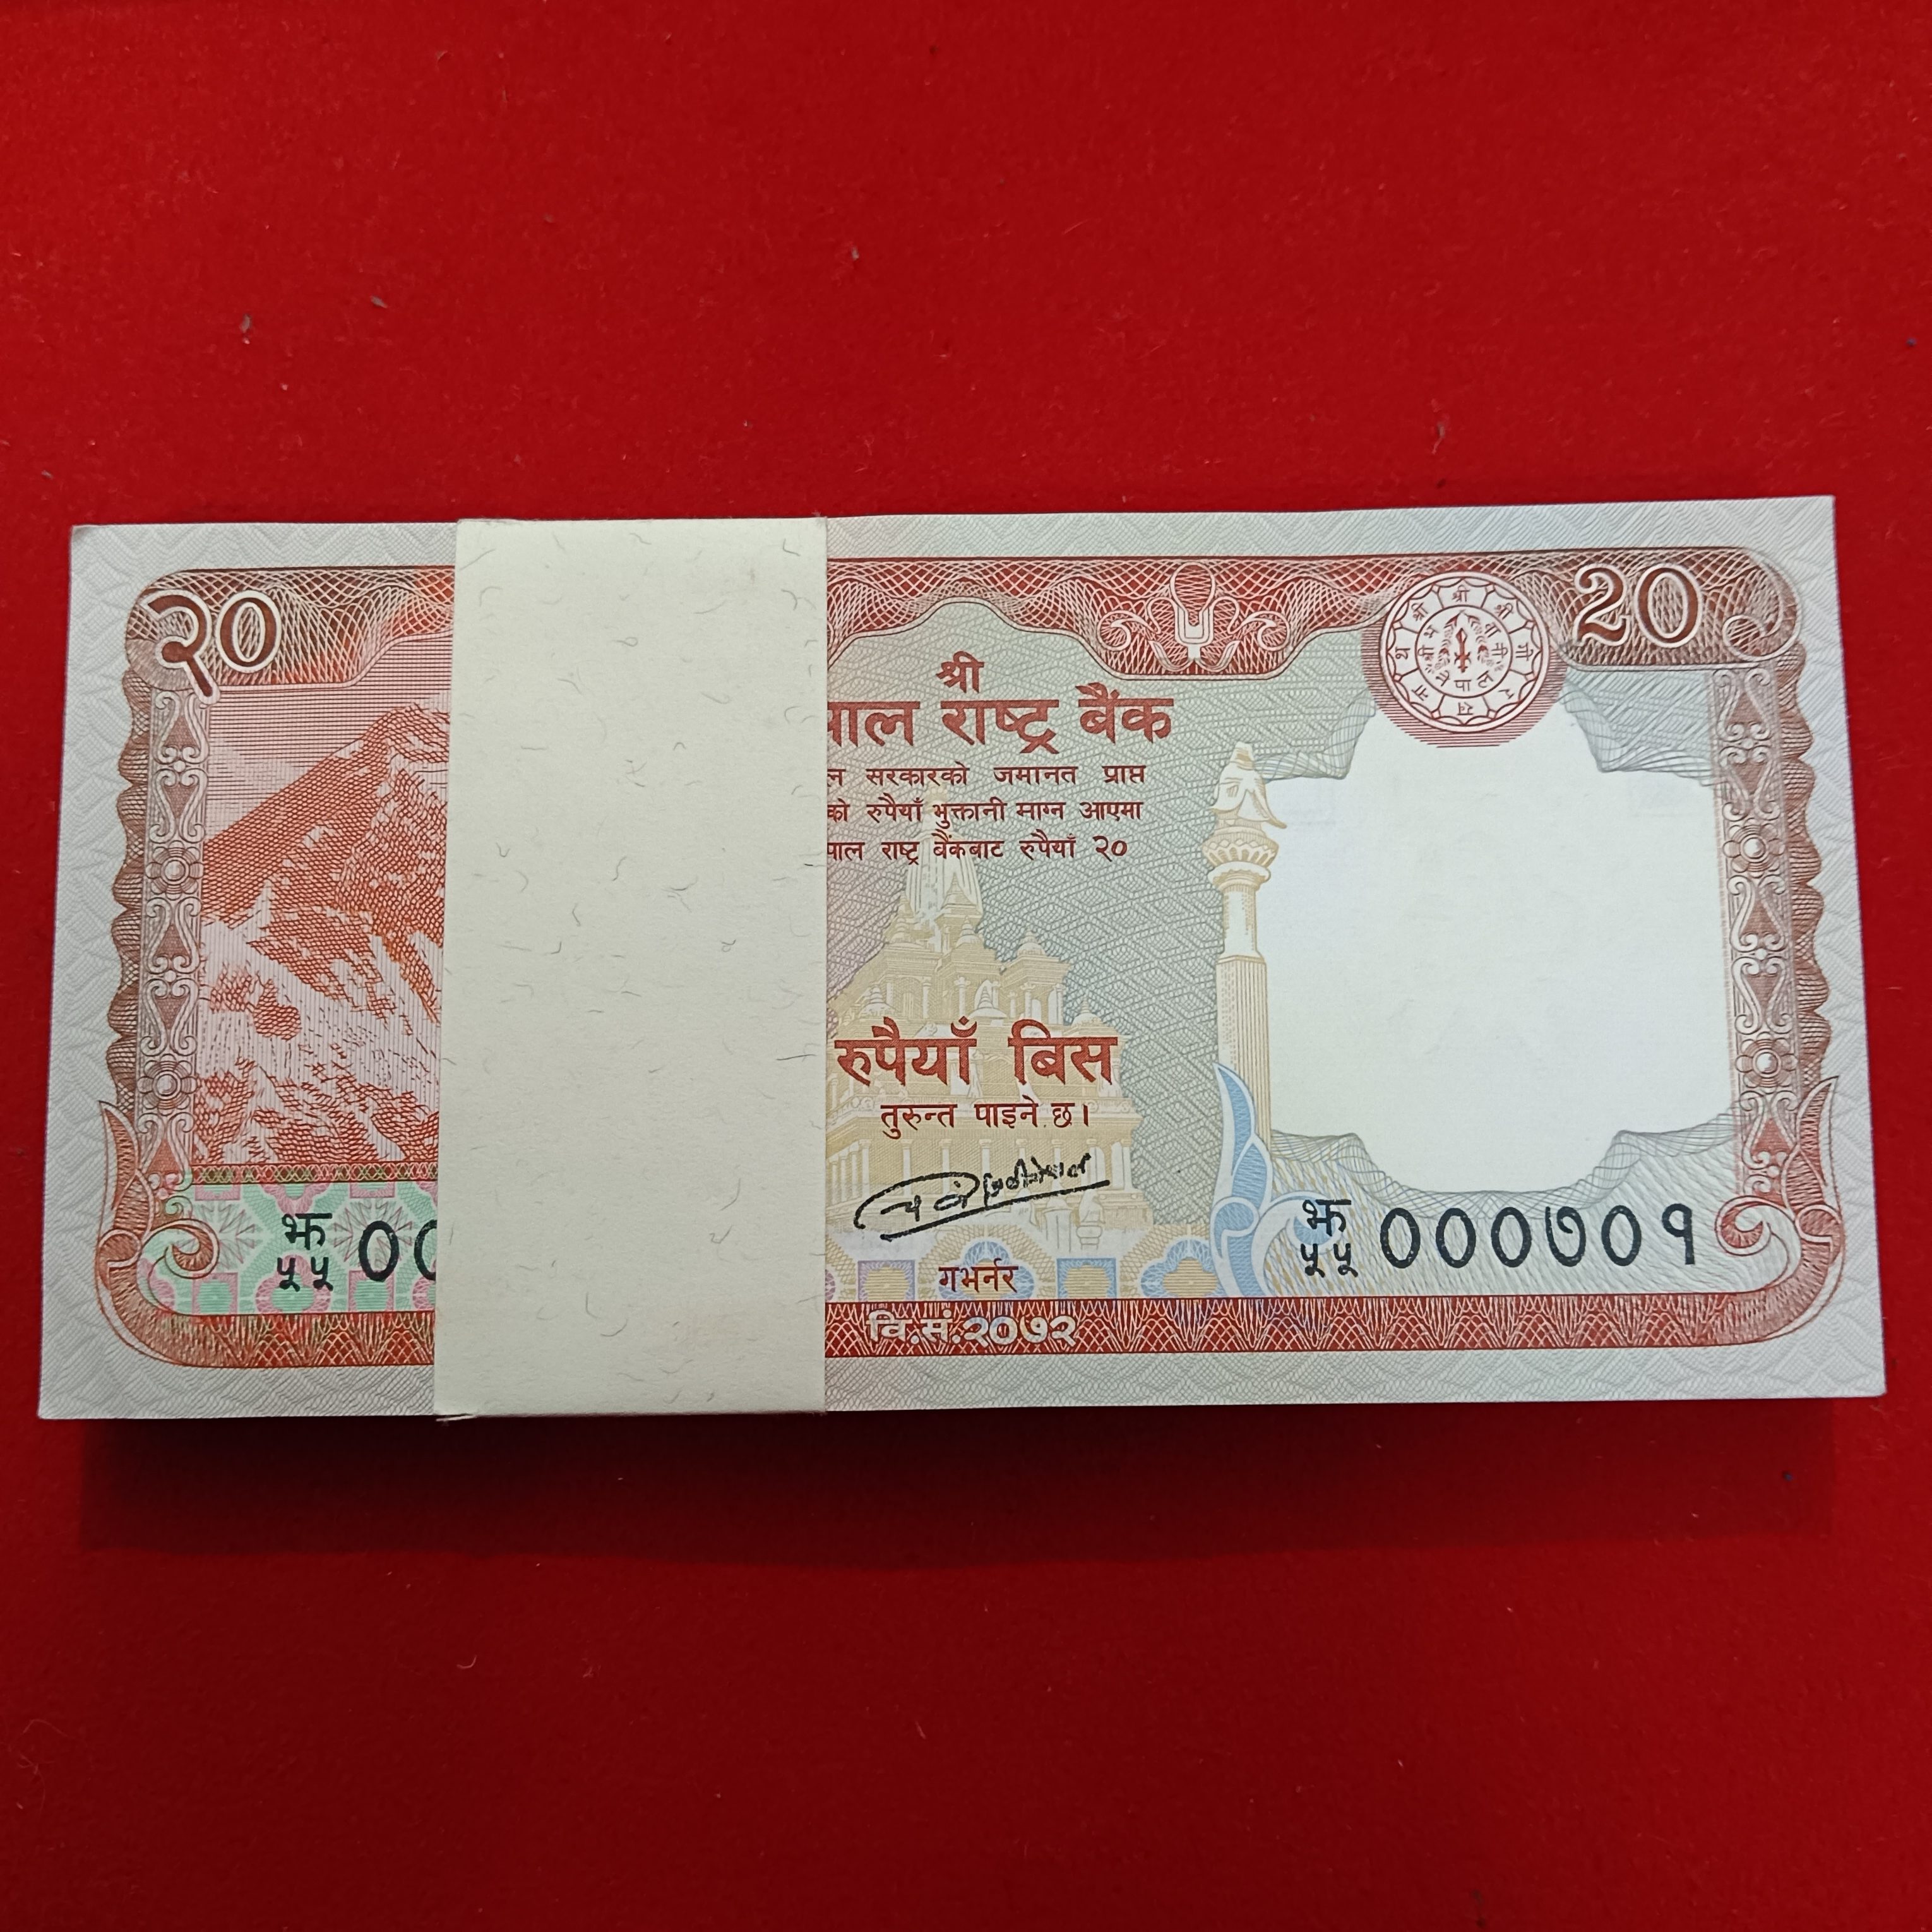 २० 20
श्री
पाल राष्ट्र बैंक
ल सरकारको जमानत प्राप्त
को रुपैयाँ भुक्तानी माग्न आएमा
पाल राष्ट्र बैंकबाट रुपैयाँ २०
रुपैयाँ बिस
तुरुन्त पाइने छ।
झ ५५ ०० झ ५५ ०००७०१
गभर्नर
वि.सं.२०७२